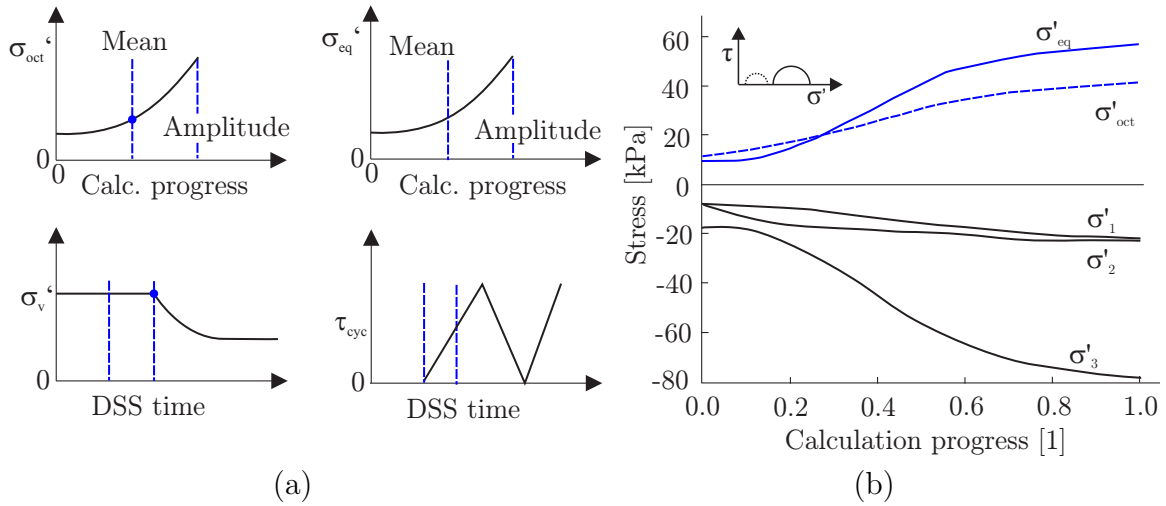 σoct‘
Mean
Amplitude
0
0
Calc. progress
σeq‘
Mean
Amplitude
0
0
Calc. progress
σv‘
0
DSS time
τcyc
0
DSS time
(a)
Stress [kPa]
60
40
20
0
-20
-40
-60
-80
τ
σ'
σ'eq
σ'oct
σ'1
σ'2
σ'3
0.0 0.2 0.4 0.6 0.8 1.0
Calculation progress [1]
(b)